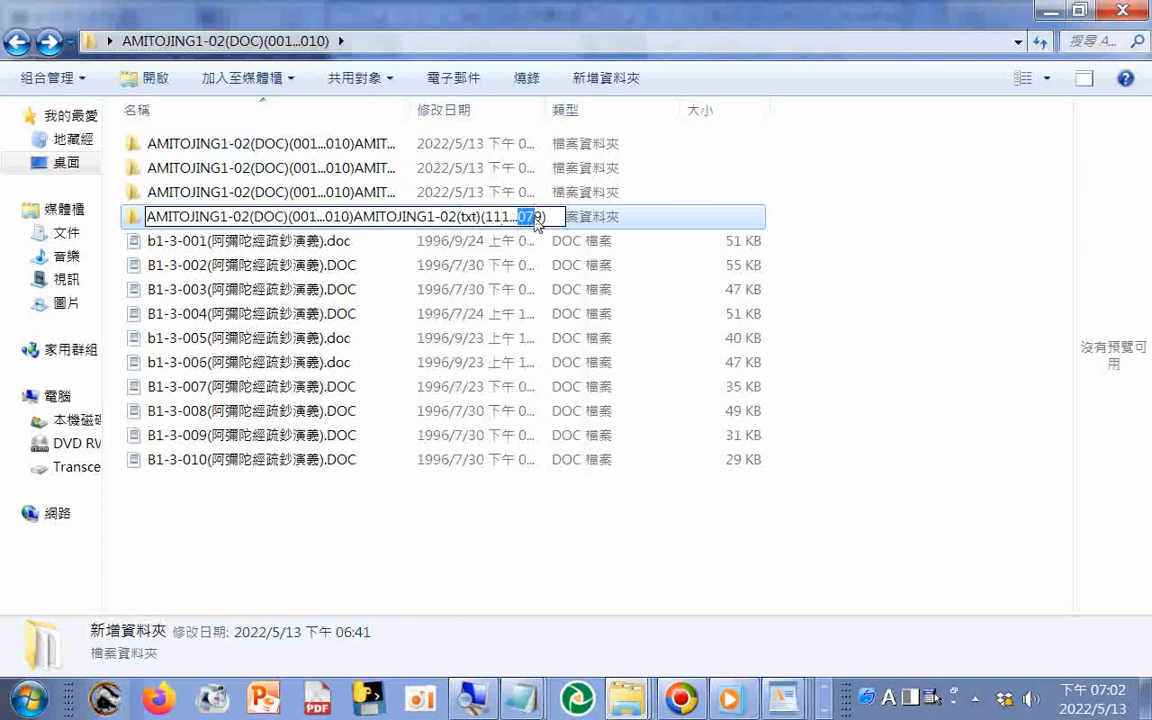 AMITOJING1-02(DOC)(001...010)
搜尋 A...
組合管理 開啟 加入至媒體櫃 共用對象 電子郵件 燒錄 新增資料夾
名稱 修改日期 類型 大小
我的最愛
地藏經
桌面
媒體櫃
文件
音樂
視訊
圖片
家用群組
電腦
本機磁碟
DVD RW
Transce
網路
AMITOJING1-02(DOC)(001...010)AMIT... 2022/5/13 下午 0... 檔案資料夾
AMITOJING1-02(DOC)(001...010)AMIT... 2022/5/13 下午 0... 檔案資料夾
AMITOJING1-02(DOC)(001...010)AMIT... 2022/5/13 下午 0... 檔案資料夾
AMITOJING1-02(DOC)(001...010)AMITOJING1-02(txt)(111...079) 案資料夾
b1-3-001(阿彌陀經疏鈔演義).doc 1996/9/24 上午 0... DOC 檔案 51 KB
B1-3-002(阿彌陀經疏鈔演義).DOC 1996/7/30 下午 0... DOC 檔案 55 KB
B1-3-003(阿彌陀經疏鈔演義).DOC 1996/7/30 下午 0... DOC 檔案 47 KB
B1-3-004(阿彌陀經疏鈔演義).DOC 1996/7/24 上午 1... DOC 檔案 51 KB
b1-3-005(阿彌陀經疏鈔演義).doc 1996/9/23 上午 1... DOC 檔案 40 KB
b1-3-006(阿彌陀經疏鈔演義).doc 1996/9/23 上午 1... DOC 檔案 47 KB
B1-3-007(阿彌陀經疏鈔演義).DOC 1996/7/30 下午 0... DOC 檔案 35 KB
B1-3-008(阿彌陀經疏鈔演義).DOC 1996/7/30 下午 0... DOC 檔案 49 KB
B1-3-009(阿彌陀經疏鈔演義).DOC 1996/7/30 下午 0... DOC 檔案 31 KB
B1-3-010(阿彌陀經疏鈔演義).DOC 1996/7/30 下午 0... DOC 檔案 29 KB
沒有預覽可
用
新增資料夾 修改日期: 2022/5/13 下午 06:41
檔案資料夾
PDF
A
下午 07:02
2022/5/13